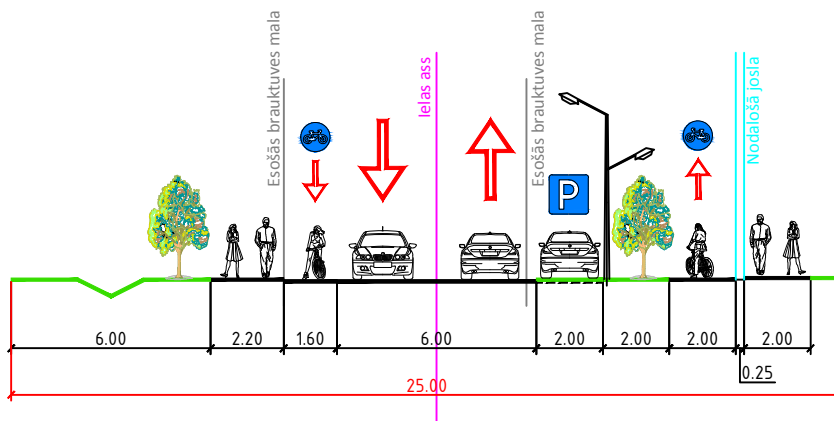 Esošās brauktuves mala
Ielas ass
Esošās brauktuves mala
Nodalošā josla
P
6.00
2.20
1.60
6.00
2.00
2.00
2.00
2.00
0.25
25.00